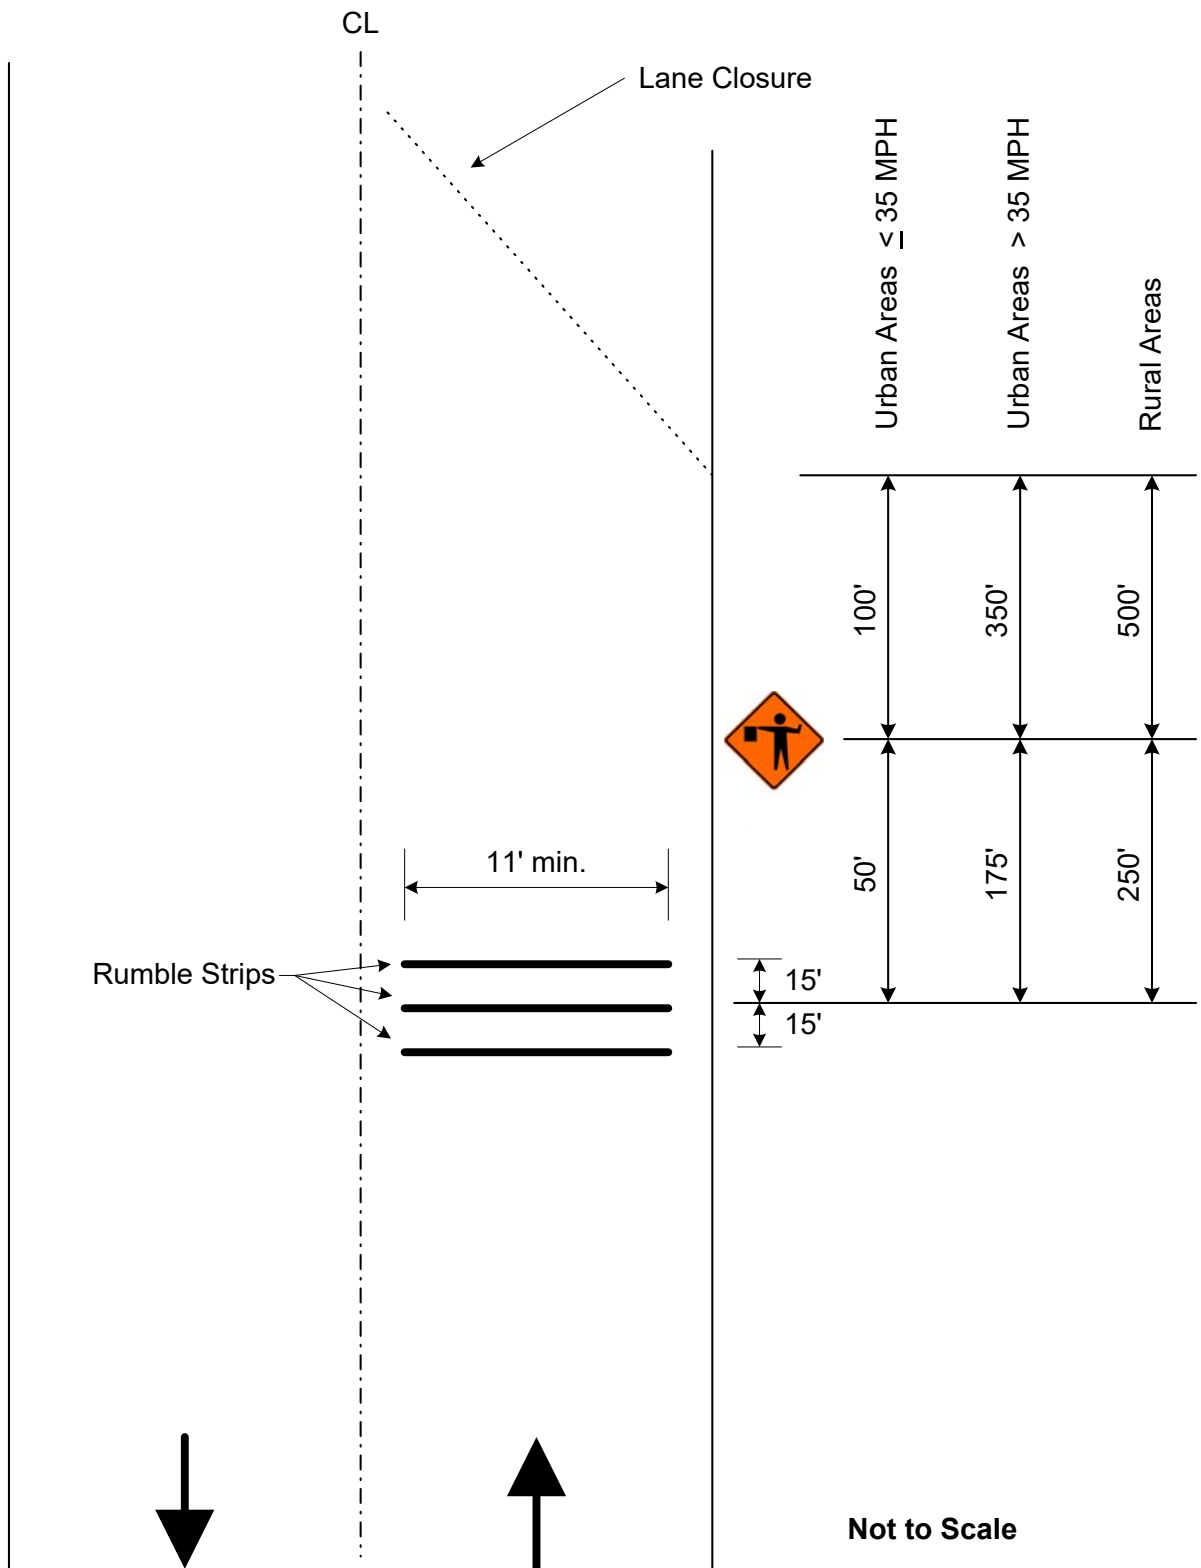 CL
Lane Closure
Urban Areas ≤ 35 MPH
Urban Areas > 35 MPH
Rural Areas
100'
350'
500'
50'
175'
250'
11' min.
Rumble Strips
15'
15'
Not to Scale